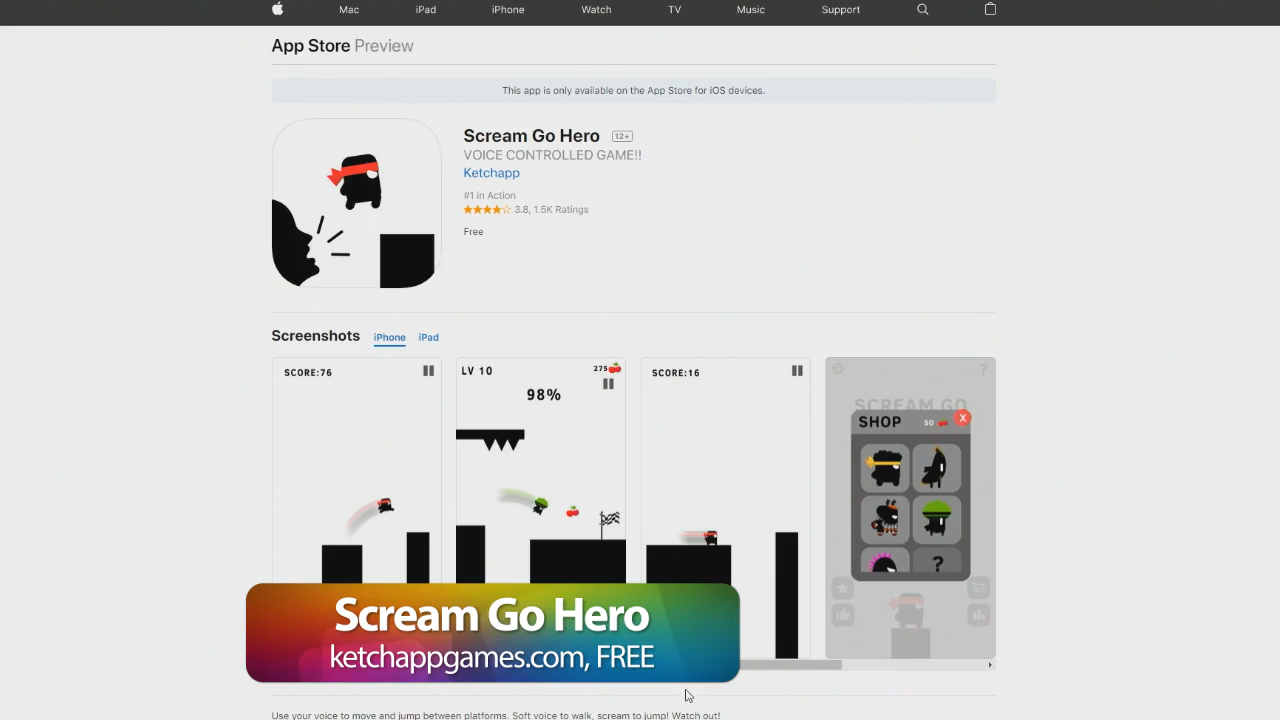 Mac iPad iPhone Watch TV Music Support
App Store Preview
This app is only available on the App Store for iOS devices.
Scream Go Hero 12+
VOICE CONTROLLED GAME!!
Ketchapp
#1 in Action
★★★★☆ 3.8, 1.5K Ratings
Free
Screenshots iPhone iPad
SCORE:76
LV 10
275
98%
SCORE:16
?
SCREAM GO
SHOP 50 X
?
Scream Go Hero
ketchappgames.com, FREE
Use your voice to move and jump between platforms. Soft voice to walk, scream to jump! Watch out!